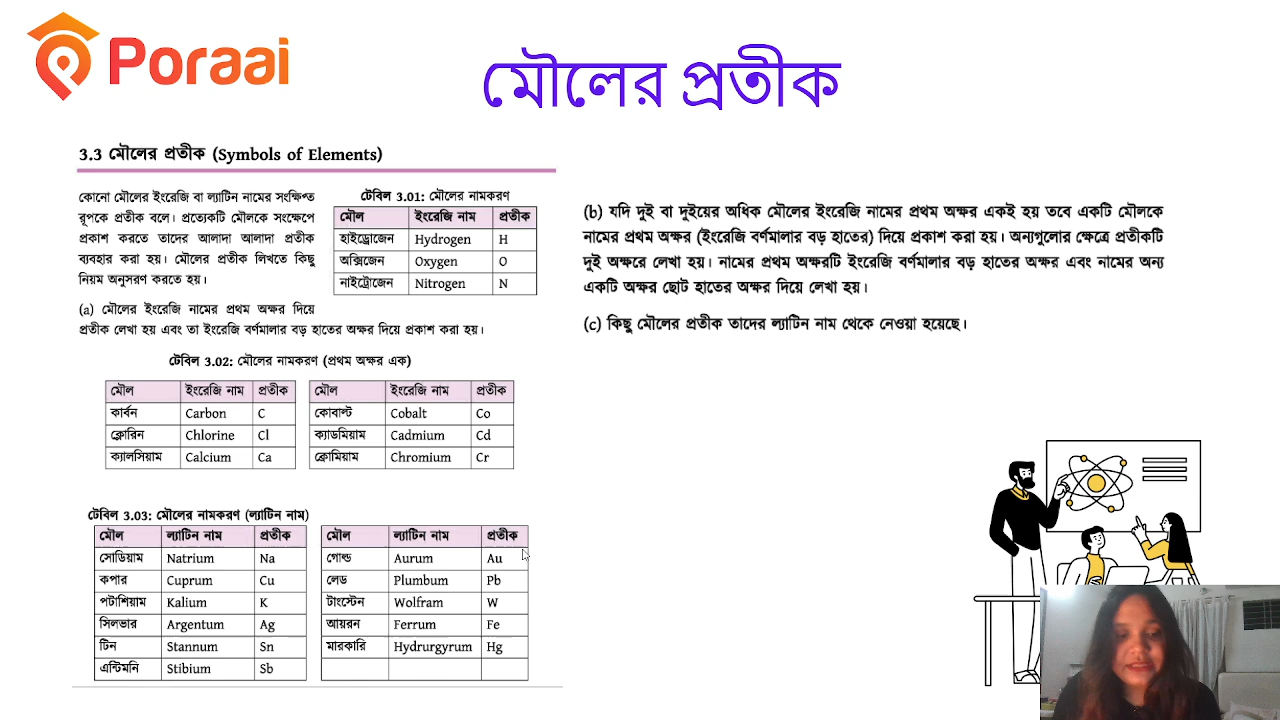 Poraai
মৌলের প্রতীক
3.3 মৌলের প্রতীক (Symbols of Elements)
কোনো মৌলের ইংরেজি বা ল্যাটিন নামের সংক্ষিপ্ত
রূপকে প্রতীক বলে। প্রত্যেকটি মৌলকে সংক্ষেপে
প্রকাশ করতে তাদের আলাদা আলাদা প্রতীক
ব্যবহার করা হয়। মৌলের প্রতীক লিখতে কিছু
নিয়ম অনুসরণ করতে হয়।
(a) মৌলের ইংরেজি নামের প্রথম অক্ষর দিয়ে
প্রতীক লেখা হয় এবং তা ইংরেজি বর্ণমালার বড় হাতের অক্ষর দিয়ে প্রকাশ করা হয়।
টেবিল 3.01: মৌলের নামকরণ
মৌল ইংরেজি নাম প্রতীক
হাইড্রোজেন Hydrogen H
অক্সিজেন Oxygen O
নাইট্রোজেন Nitrogen N
টেবিল 3.02: মৌলের নামকরণ (প্রথম অক্ষর এক)
মৌল ইংরেজি নাম প্রতীক মৌল ইংরেজি নাম প্রতীক
কার্বন Carbon C কোবাল্ট Cobalt Co
ক্লোরিন Chlorine Cl ক্যাডমিয়াম Cadmium Cd
ক্যালসিয়াম Calcium Ca ক্রোমিয়াম Chromium Cr
টেবিল 3.03: মৌলের নামকরণ (ল্যাটিন নাম)
মৌল ল্যাটিন নাম প্রতীক মৌল ল্যাটিন নাম প্রতীক
সোডিয়াম Natrium Na গোল্ড Aurum Au
কপার Cuprum Cu লেড Plumbum Pb
পটাশিয়াম Kalium K টাংস্টেন Wolfram W
সিলভার Argentum Ag আয়রন Ferrum Fe
টিন Stannum Sn মারকারি Hydrurgyrum Hg
এন্টিমনি Stibium Sb
(b) যদি দুই বা দুইয়ের অধিক মৌলের ইংরেজি নামের প্রথম অক্ষর একই হয় তবে একটি মৌলকে
নামের প্রথম অক্ষর (ইংরেজি বর্ণমালার বড় হাতের) দিয়ে প্রকাশ করা হয়। অন্যগুলোর ক্ষেত্রে প্রতীকটি
দুই অক্ষরে লেখা হয়। নামের প্রথম অক্ষরটি ইংরেজি বর্ণমালার বড় হাতের অক্ষর এবং নামের অন্য
একটি অক্ষর ছোট হাতের অক্ষর দিয়ে লেখা হয়।
(c) কিছু মৌলের প্রতীক তাদের ল্যাটিন নাম থেকে নেওয়া হয়েছে।